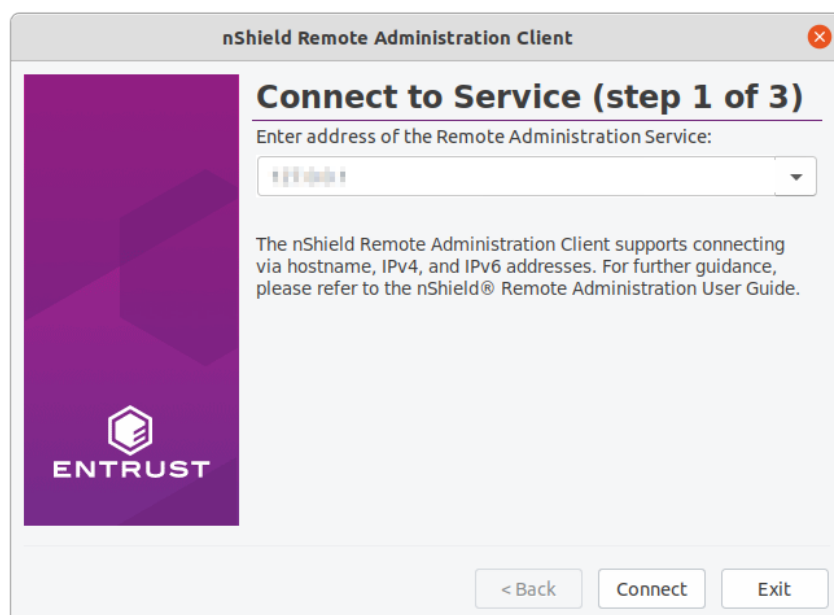 nShield Remote Administration Client
Connect to Service (step 1 of 3)
Enter address of the Remote Administration Service:
The nShield Remote Administration Client supports connecting
via hostname, IPv4, and IPv6 addresses. For further guidance,
please refer to the nShield® Remote Administration User Guide.
ENTRUST
< Back
Connect
Exit